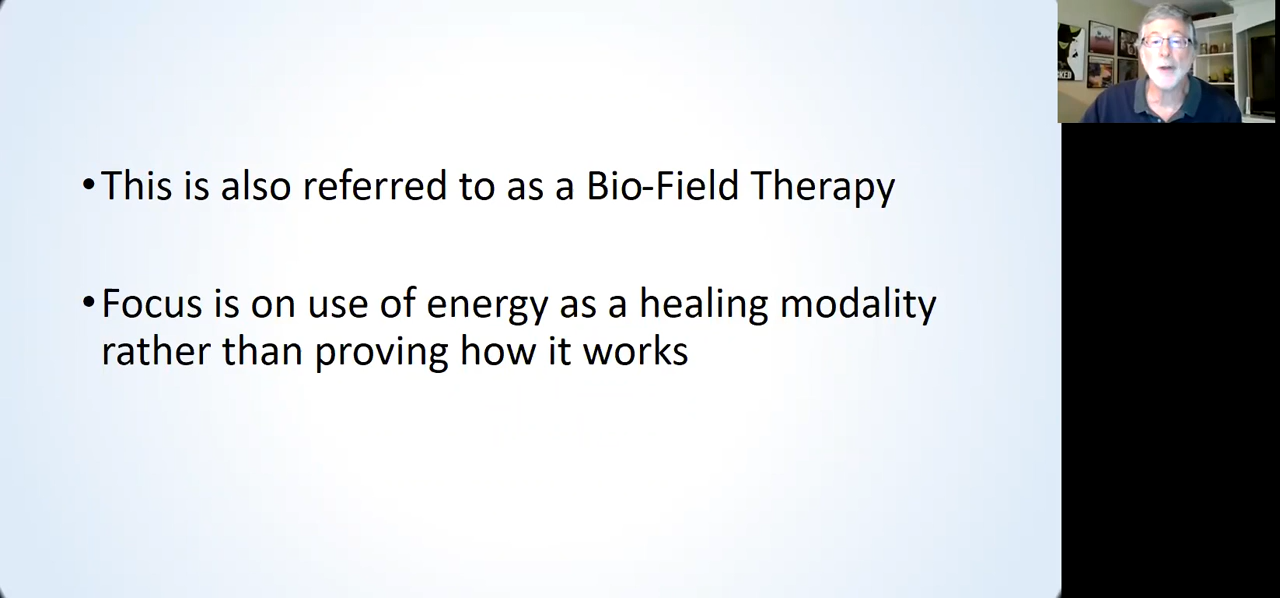 •This is also referred to as a Bio-Field Therapy
•Focus is on use of energy as a healing modality
rather than proving how it works